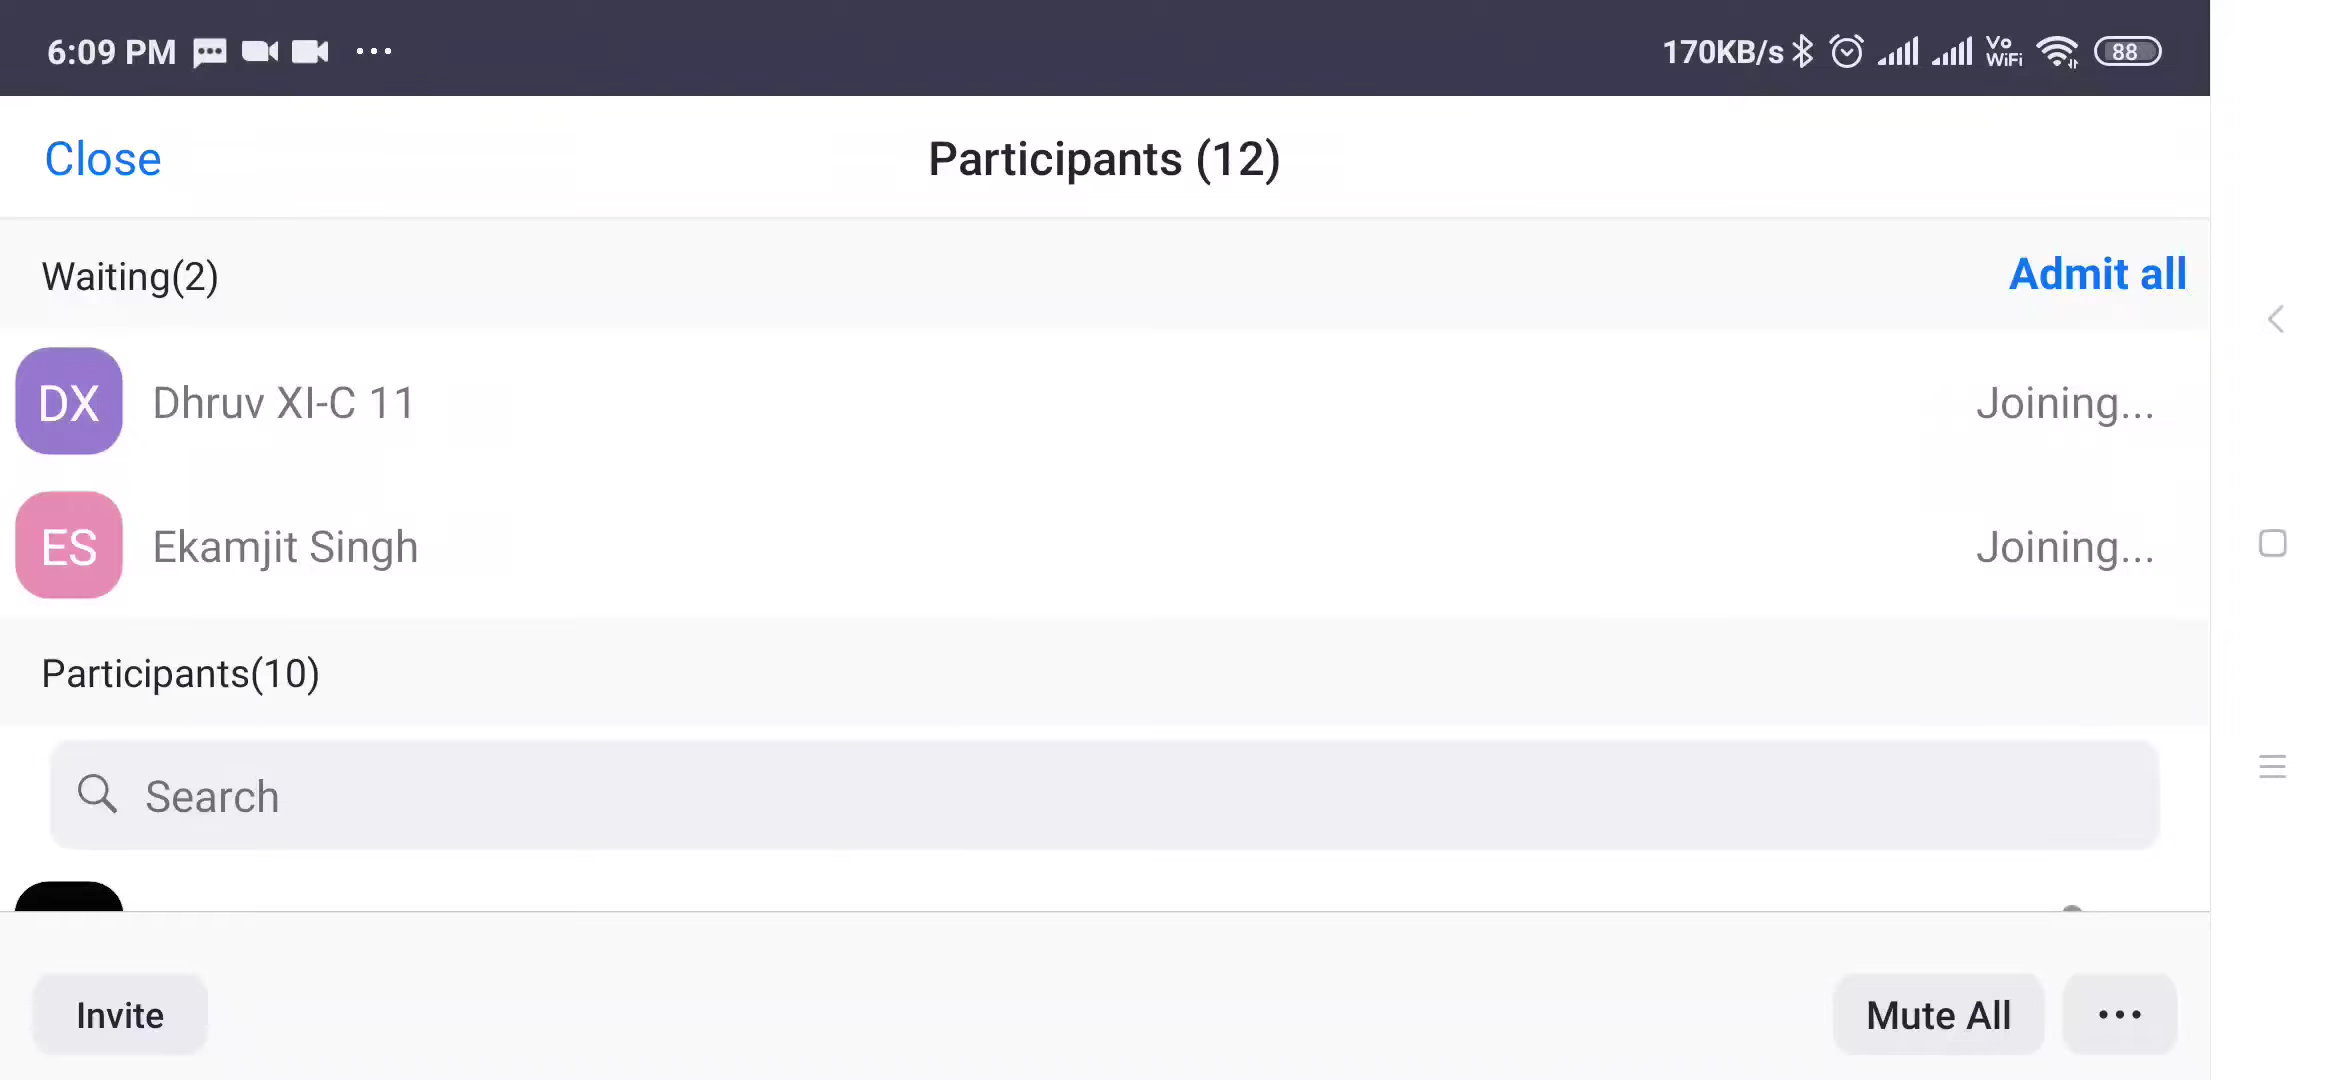 6:09 PM ... 170KB/s Vo WiFi 88
Close Participants (12)
Waiting(2) Admit all
DX Dhruv XI-C 11 Joining...
ES Ekamjit Singh Joining...
Participants(10)
Search
Invite Mute All ...